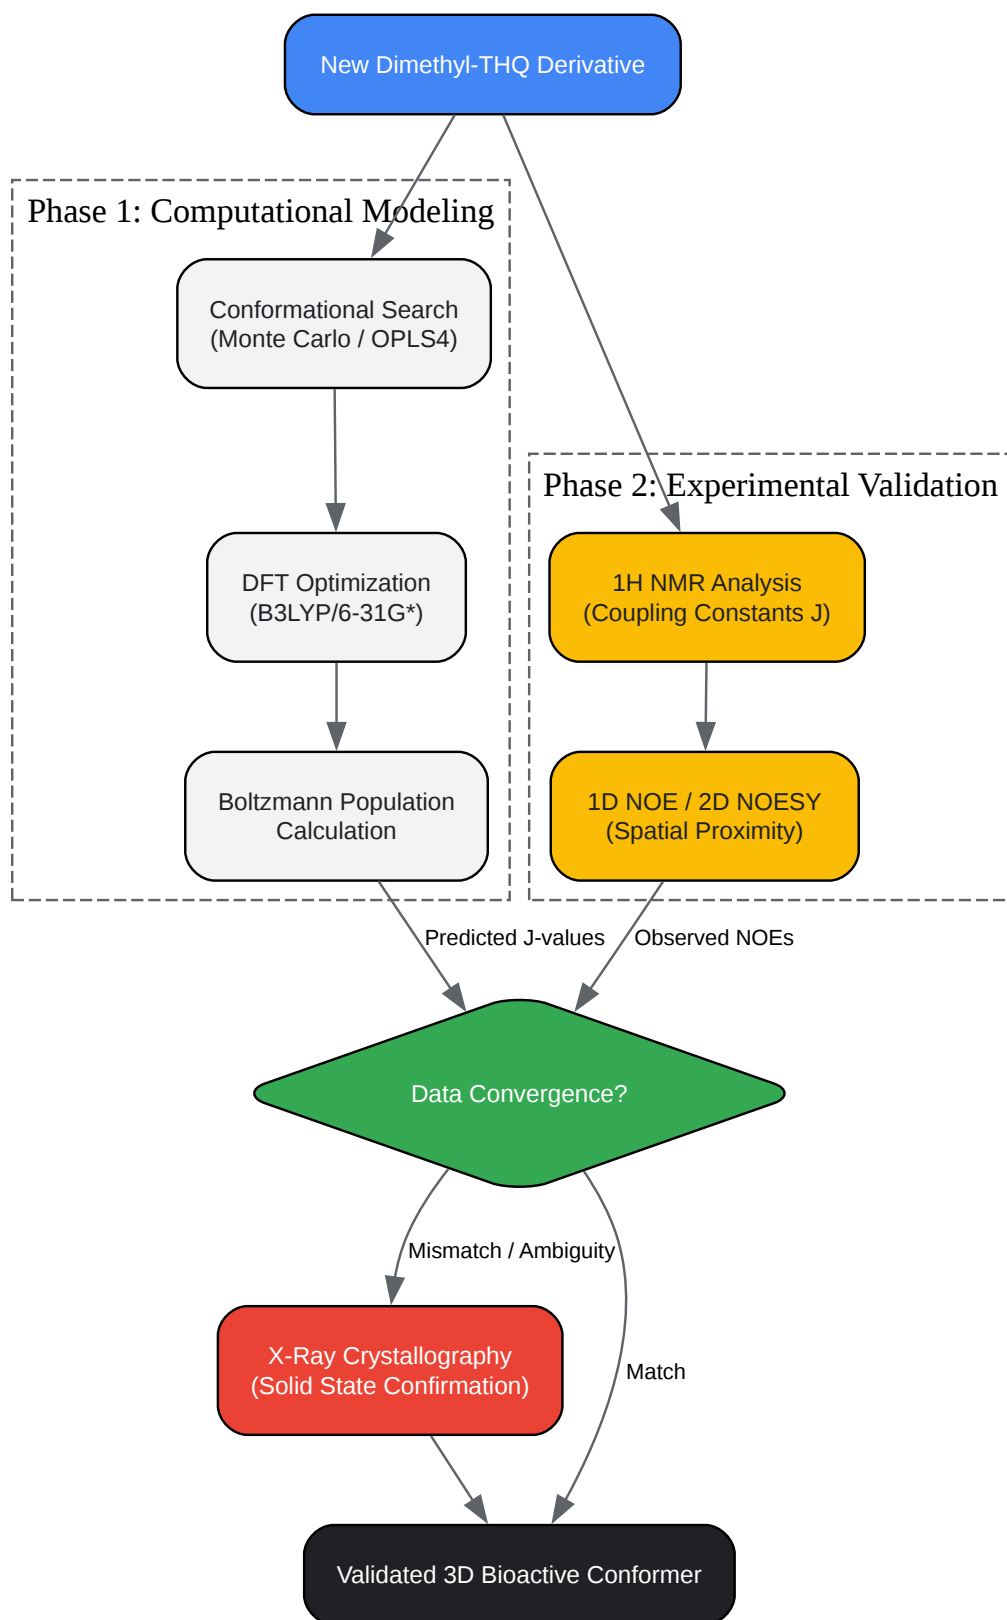 New Dimethyl-THQ Derivative
Phase 1: Computational Modeling
Conformational Search
(Monte Carlo / OPLS4)
DFT Optimization
(B3LYP/6-31G*)
Boltzmann Population
Calculation
Phase 2: Experimental Validation
1H NMR Analysis
(Coupling Constants J)
1D NOE / 2D NOESY
(Spatial Proximity)
Predicted J-values
Observed NOEs
Data Convergence?
Mismatch / Ambiguity
X-Ray Crystallography
(Solid State Confirmation)
Match
Validated 3D Bioactive Conformer